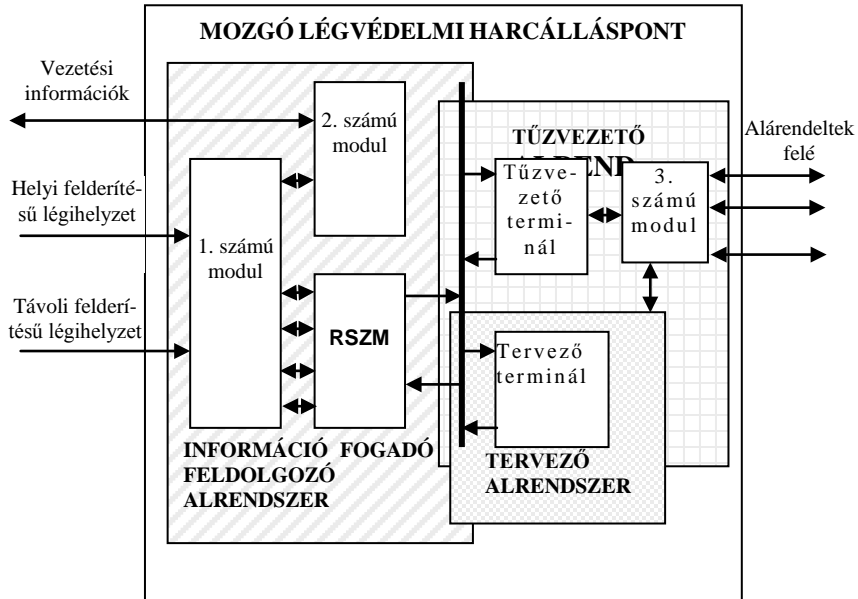 MOZGÓ LÉGVÉDELMI HARCÁLLÁSPONT
Vezetési
információk
2. számú
modul
Helyi felderíté-
sű légihelyzet
1. számú
modul
Távoli felderí-
tésű légihelyzet
RSZM
INFORMÁCIÓ FOGADÓ
FELDOLGOZÓ
ALRENDSZER
TŰZVEZETŐ
ALREND
Tűzve-
zető
termi-
nál
3.
számú
modul
Alárendeltek
felé
Tervező
terminál
TERVEZŐ
ALRENDSZER